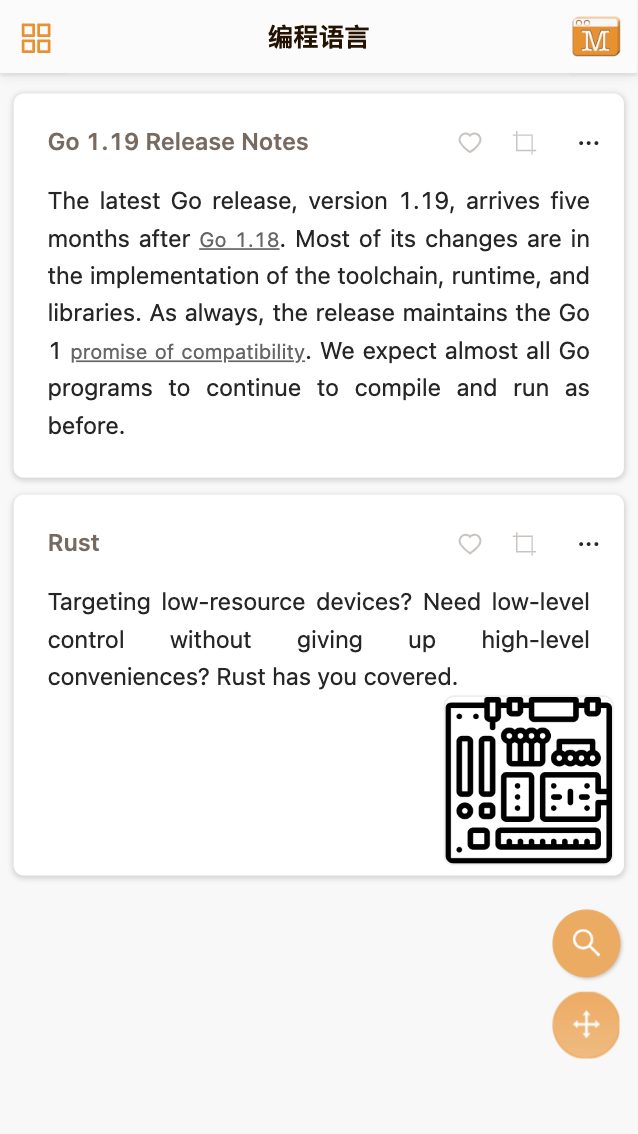 编程语言
M
Go 1.19 Release Notes
The latest Go release, version 1.19, arrives five
months after Go 1.18. Most of its changes are in
the implementation of the toolchain, runtime, and
libraries. As always, the release maintains the Go
1 promise of compatibility. We expect almost all Go
programs to continue to compile and run as
before.
Rust
Targeting low-resource devices? Need low-level
control without giving up high-level
conveniences? Rust has you covered.